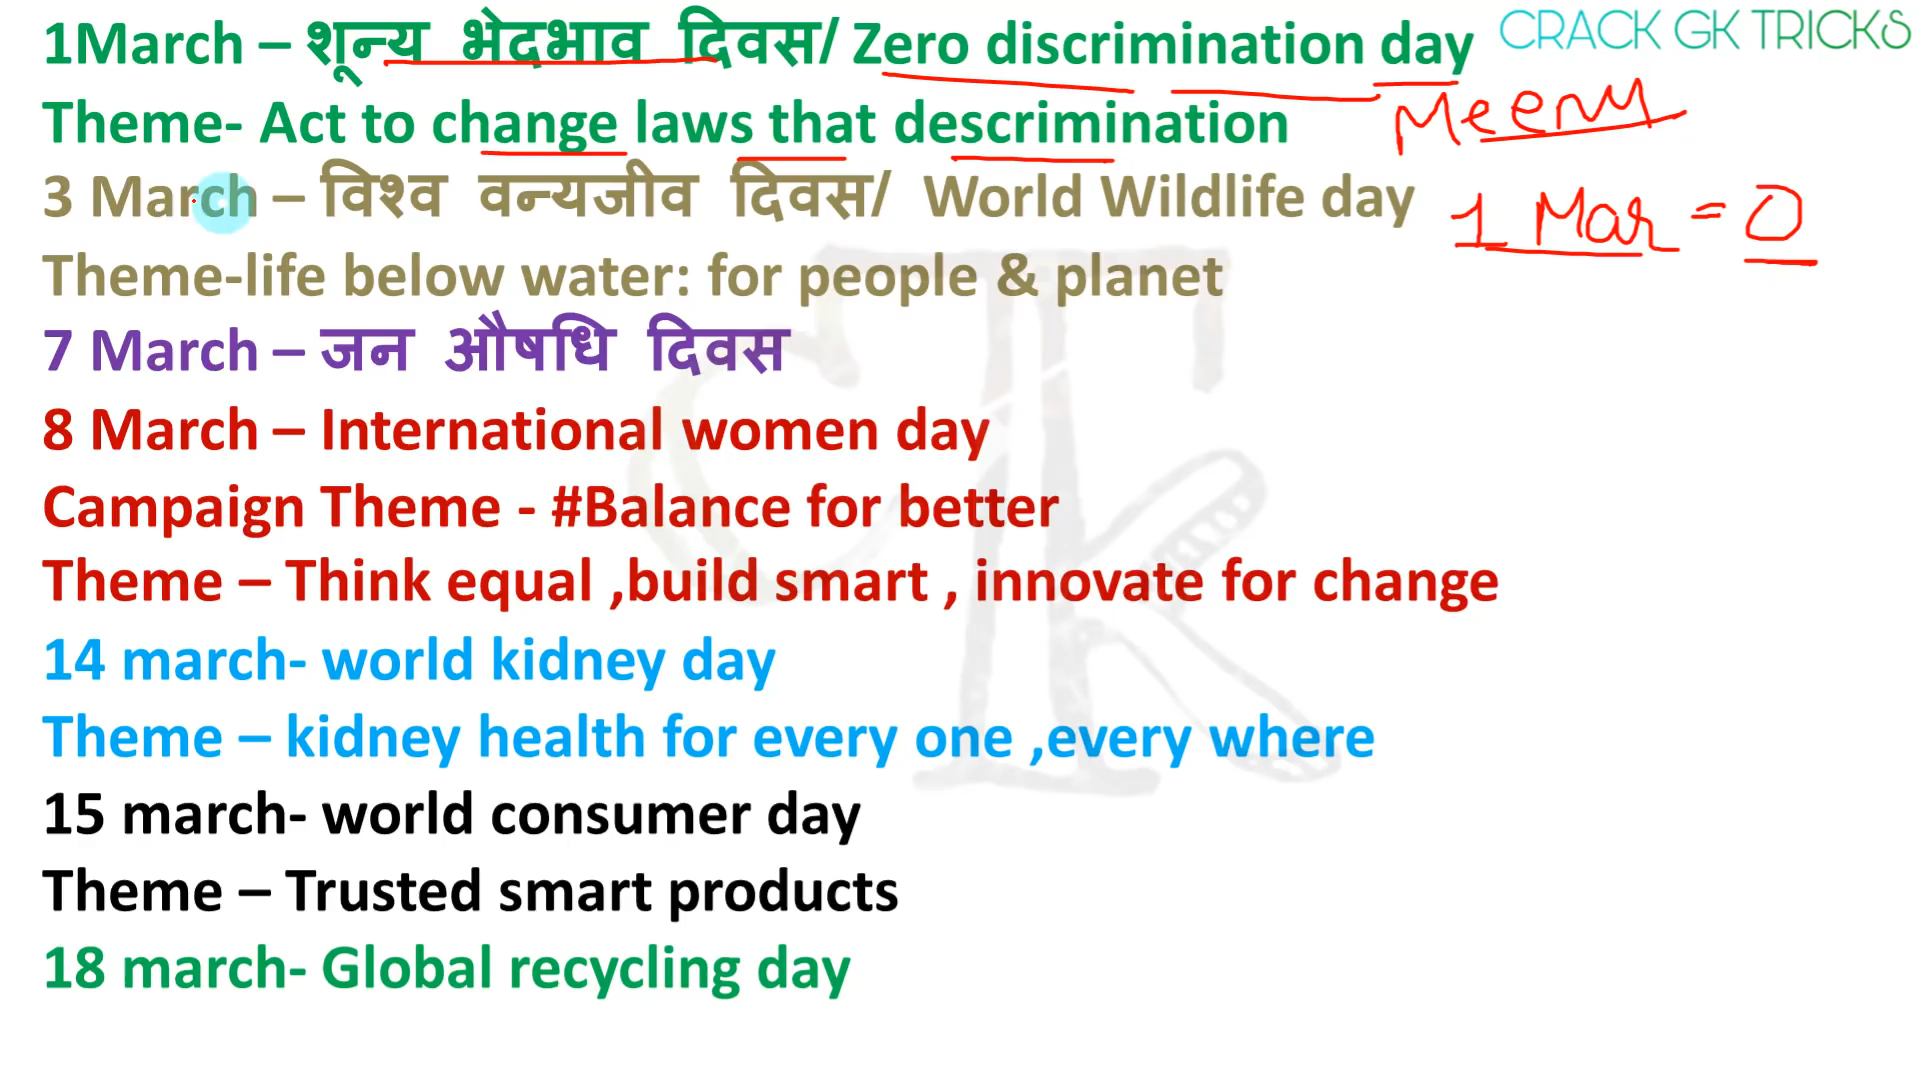 CRACK GK TRICKS
1March – शून्य भेदभाव दिवस/ Zero discrimination day
Theme- Act to change laws that descrimination
Meenu
3 March – विश्व वन्यजीव दिवस/ World Wildlife day
1 Mar = 0
Theme-life below water: for people & planet
7 March – जन औषधि दिवस
8 March – International women day
Campaign Theme - #Balance for better
Theme – Think equal ,build smart , innovate for change
14 march- world kidney day
Theme – kidney health for every one ,every where
15 march- world consumer day
Theme – Trusted smart products
18 march- Global recycling day